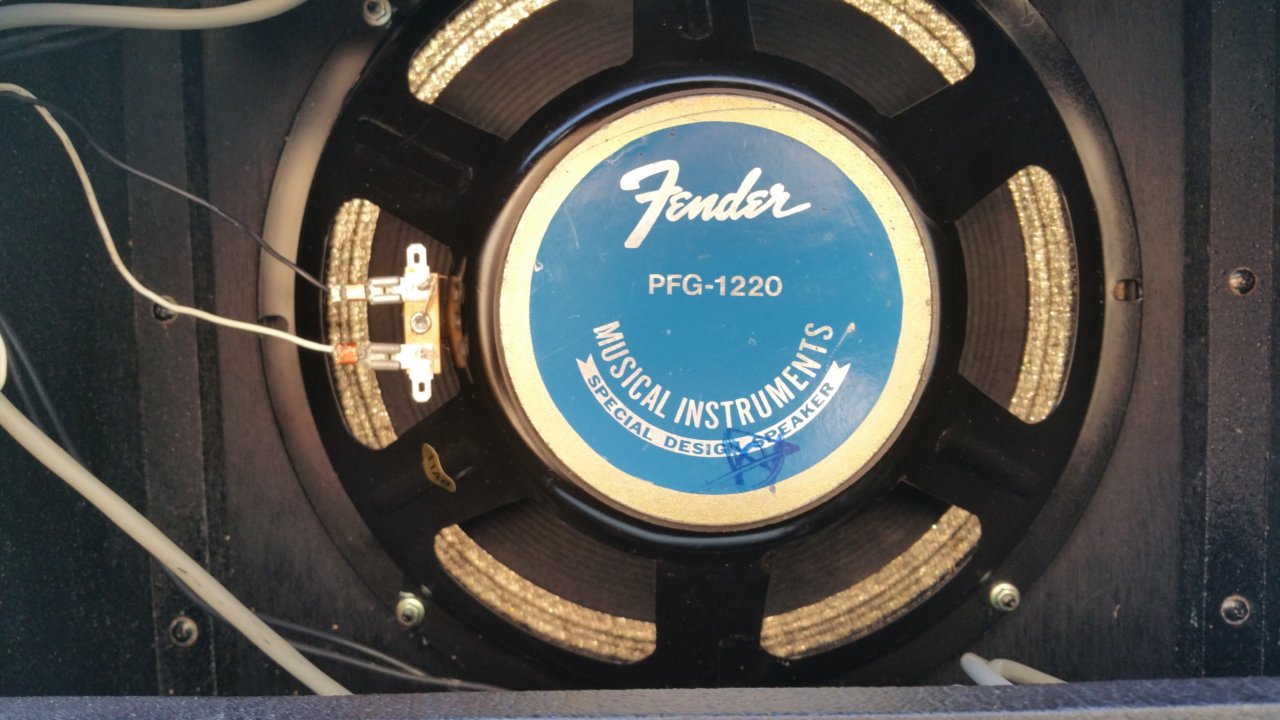 Fender
PFG-1220
MUSICAL INSTRUMENTS
SPECIAL DESIGN SPEAKER